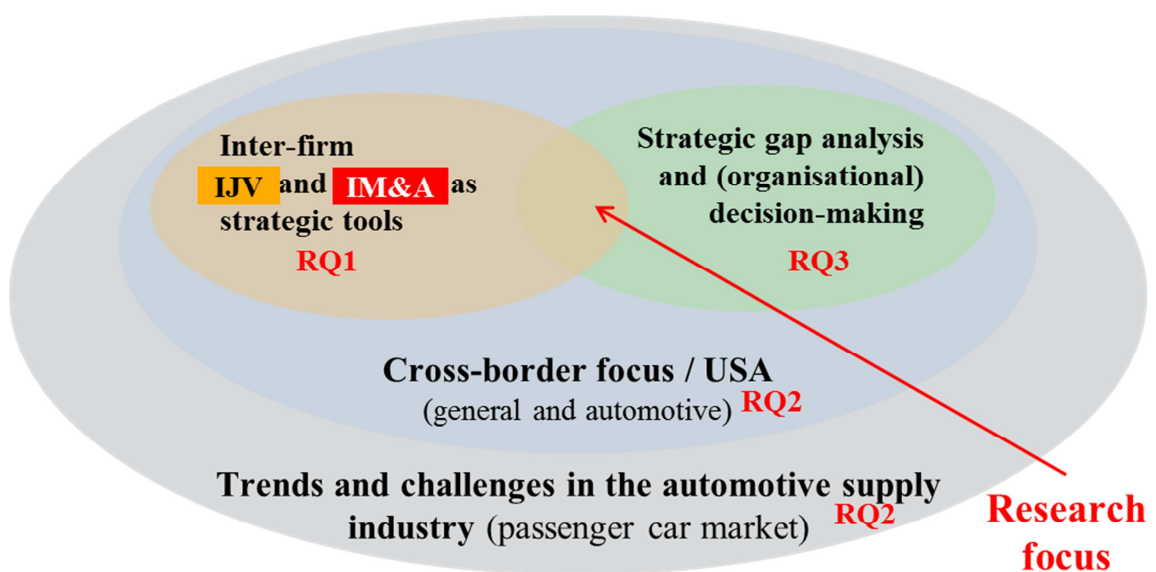 Inter-firm
IJV and IM&A as
strategic tools
RQ1
Strategic gap analysis
and (organisational)
decision-making
RQ3
Cross-border focus / USA
(general and automotive) RQ2
Trends and challenges in the automotive supply
industry (passenger car market) RQ2
Research
focus